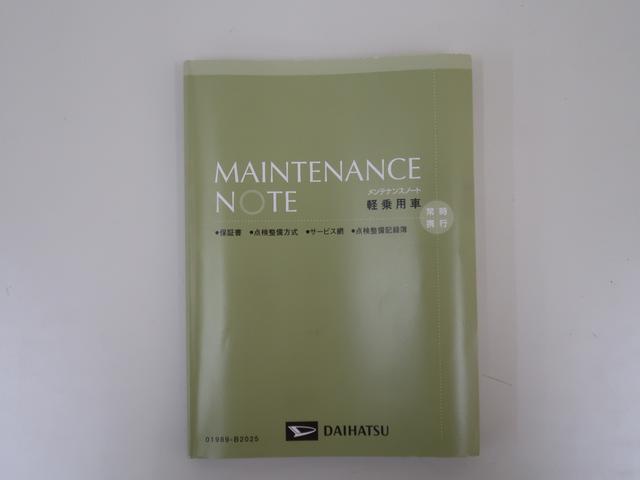 MAINTENANCE
NOTE
メンテナンスノート
軽乗用車
常時
携行
●保証書 ●点検整備方式 ●サービス網 ●点検整備記録簿
01989-B2025
DAIHATSU